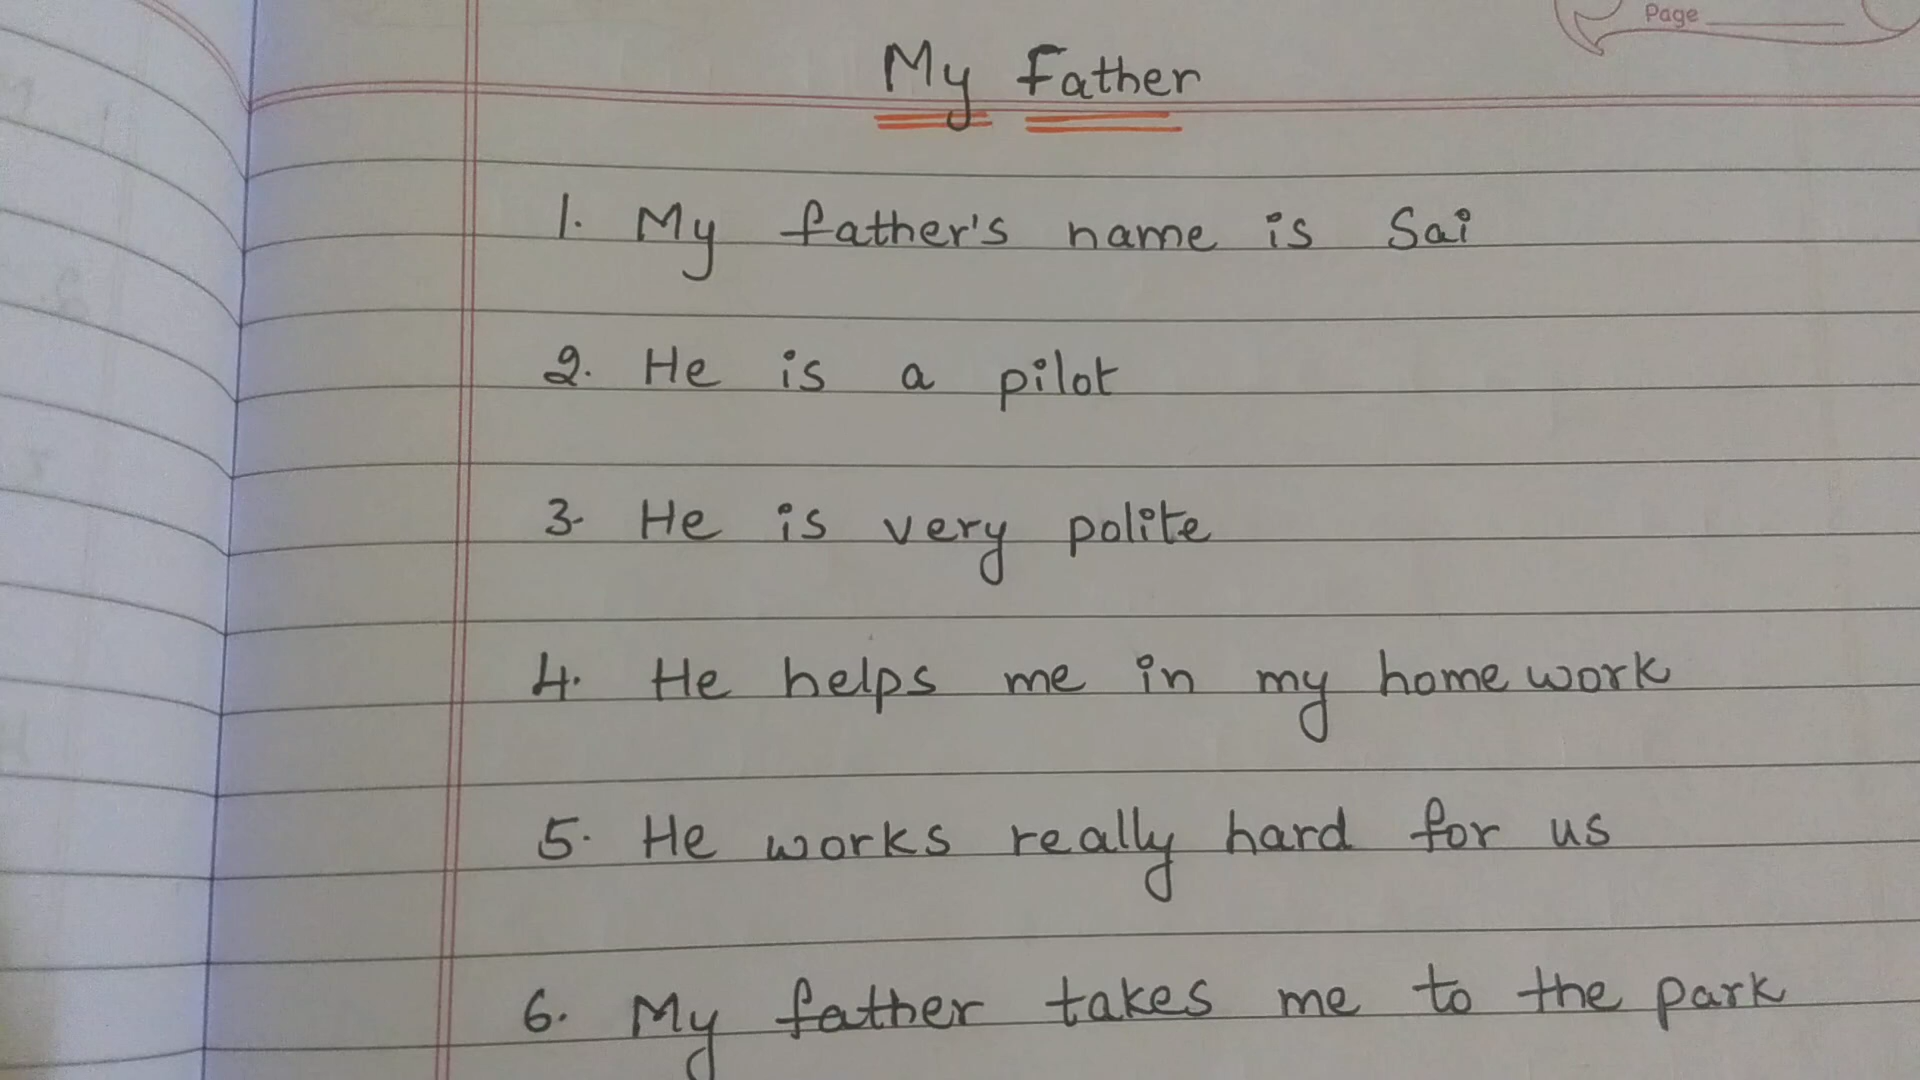 Page
My Father
1. My father's name is Sai
2. He is a pilot
3. He is very polite
4. He helps me in my home work
5. He works really hard for us
6. My father takes me to the park